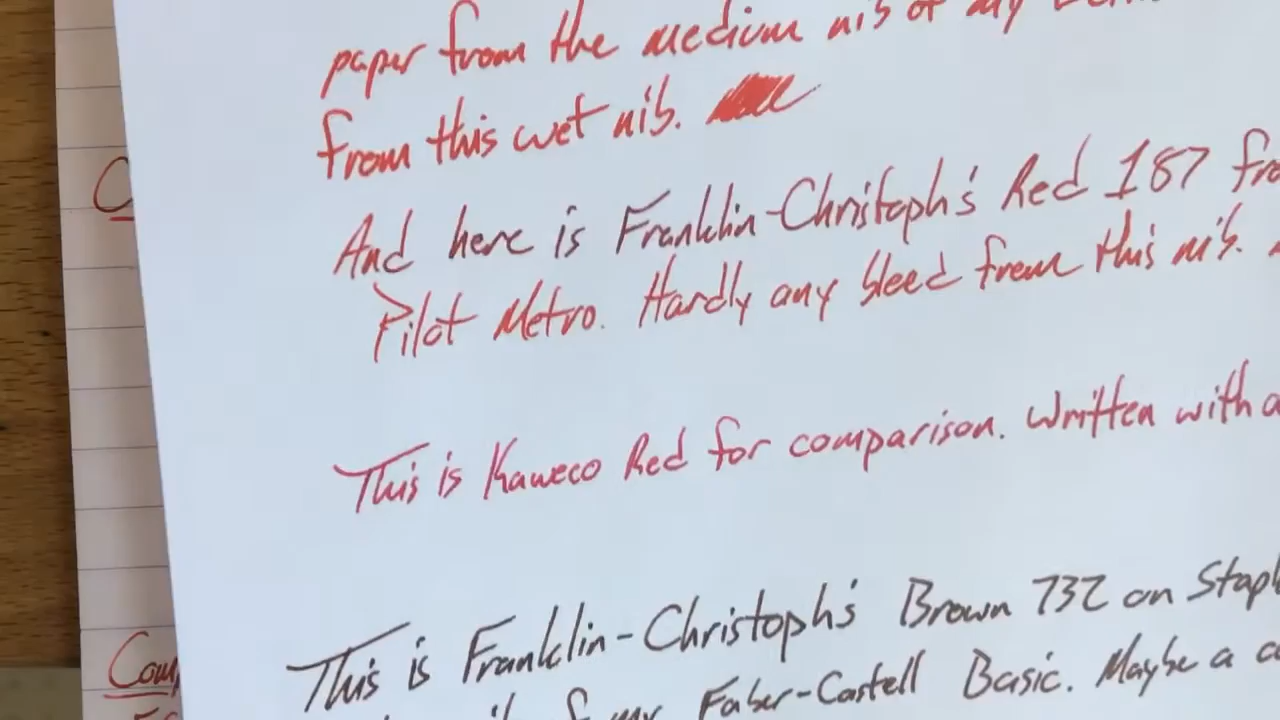 paper from the medium nib of my
from this wet nib.
And here is Franklin-Christoph's Red 187
Pilot Metro. Hardly any bleed from this nib.
This is Kaweco Red for comparison. Written with a
This is Franklin-Christoph's Brown 732 on
of my Faber-Castell Basic. Maybe a